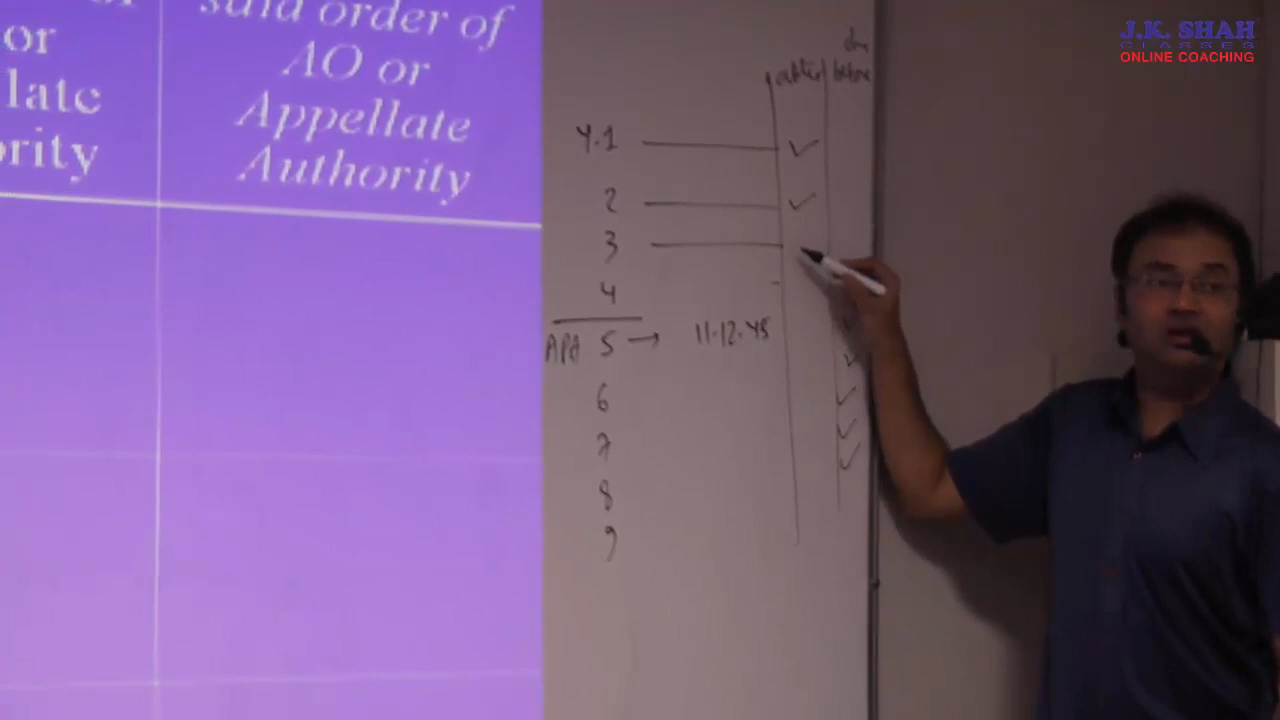 or
late
ority
said order of
AO or
Appellate
Authority
Y.1
2
3
4
APA 5 → 11.12.45
6
7
8
9
J.K. SHAH
CLASSES
ONLINE COACHING